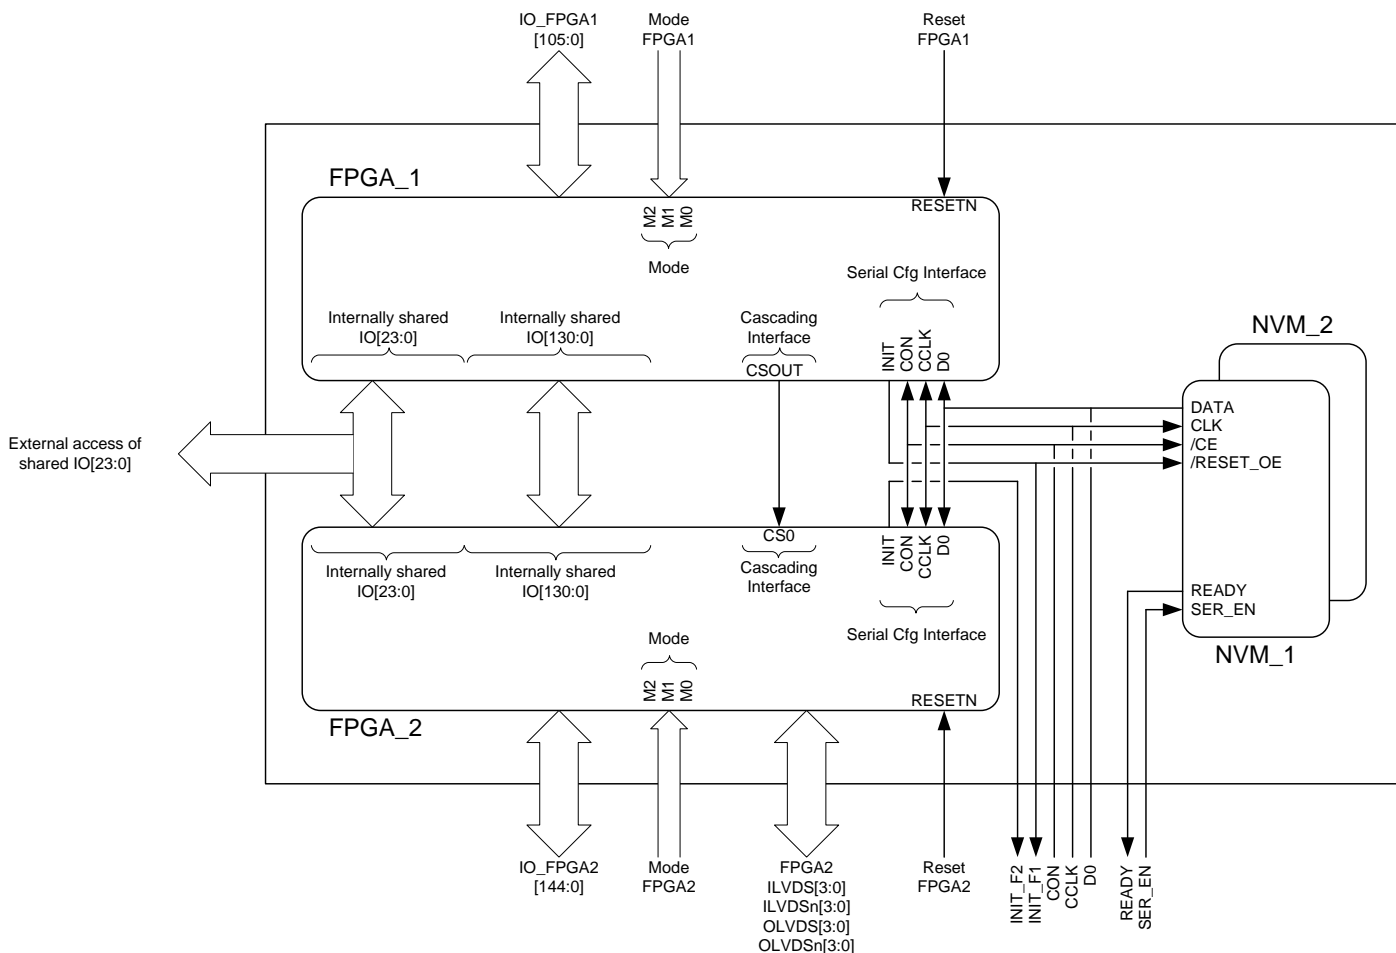 IO_FPGA1
[105:0]
Mode
FPGA1
Reset
FPGA1
FPGA_1
RESETN
M2
M1
M0
Mode
Serial Cfg Interface
Internally shared
IO[23:0]
Internally shared
IO[130:0]
Cascading
Interface
CSOUT
INIT
CON
CCLK
D0
NVM_2
DATA
CLK
/CE
/RESET_OE
External access of
shared IO[23:0]
CS0
INIT
CON
CCLK
D0
Internally shared
IO[23:0]
Internally shared
IO[130:0]
Cascading
Interface
READY
SER_EN
Serial Cfg Interface
Mode
NVM_1
M2
M1
M0
RESETN
FPGA_2
IO_FPGA2
[144:0]
Mode
FPGA2
FPGA2
ILVDS[3:0]
ILVDSn[3:0]
OLVDS[3:0]
OLVDSn[3:0]
Reset
FPGA2
INIT_F2
INIT_F1
CON
CCLK
D0
READY
SER_EN